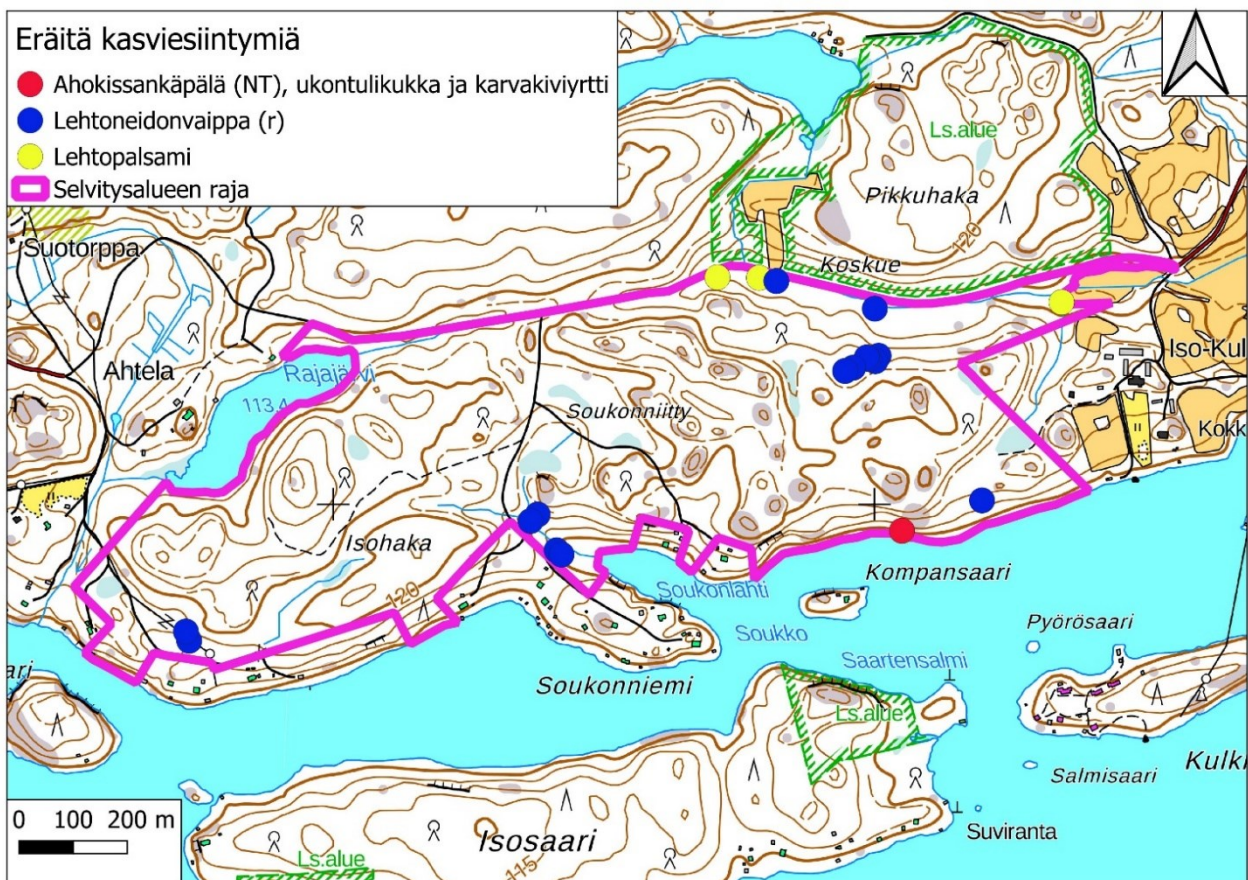 Eräitä kasviesiintymiä
Ahokissankäpälä (NT), ukontulikukka ja karvakiviyrtti
Lehtoneidonvaippa (r)
Lehtopalsami
Selvitysalueen raja
Ls.alue
Pikkuhaka
120
Suotorppa
Koskue
Iso-Kul
Ahtela
Rajajärvi
113.4
Soukonniitty
Kokk
Isohaka
120
Kompansaari
Soukonlahti
Soukko
Pyörösaari
Saartensalmi
ari
Soukonniemi
Ls.alue
Salmisaari
Kulki
0 100 200 m
Isosaari
Suviranta
Ls.alue
115